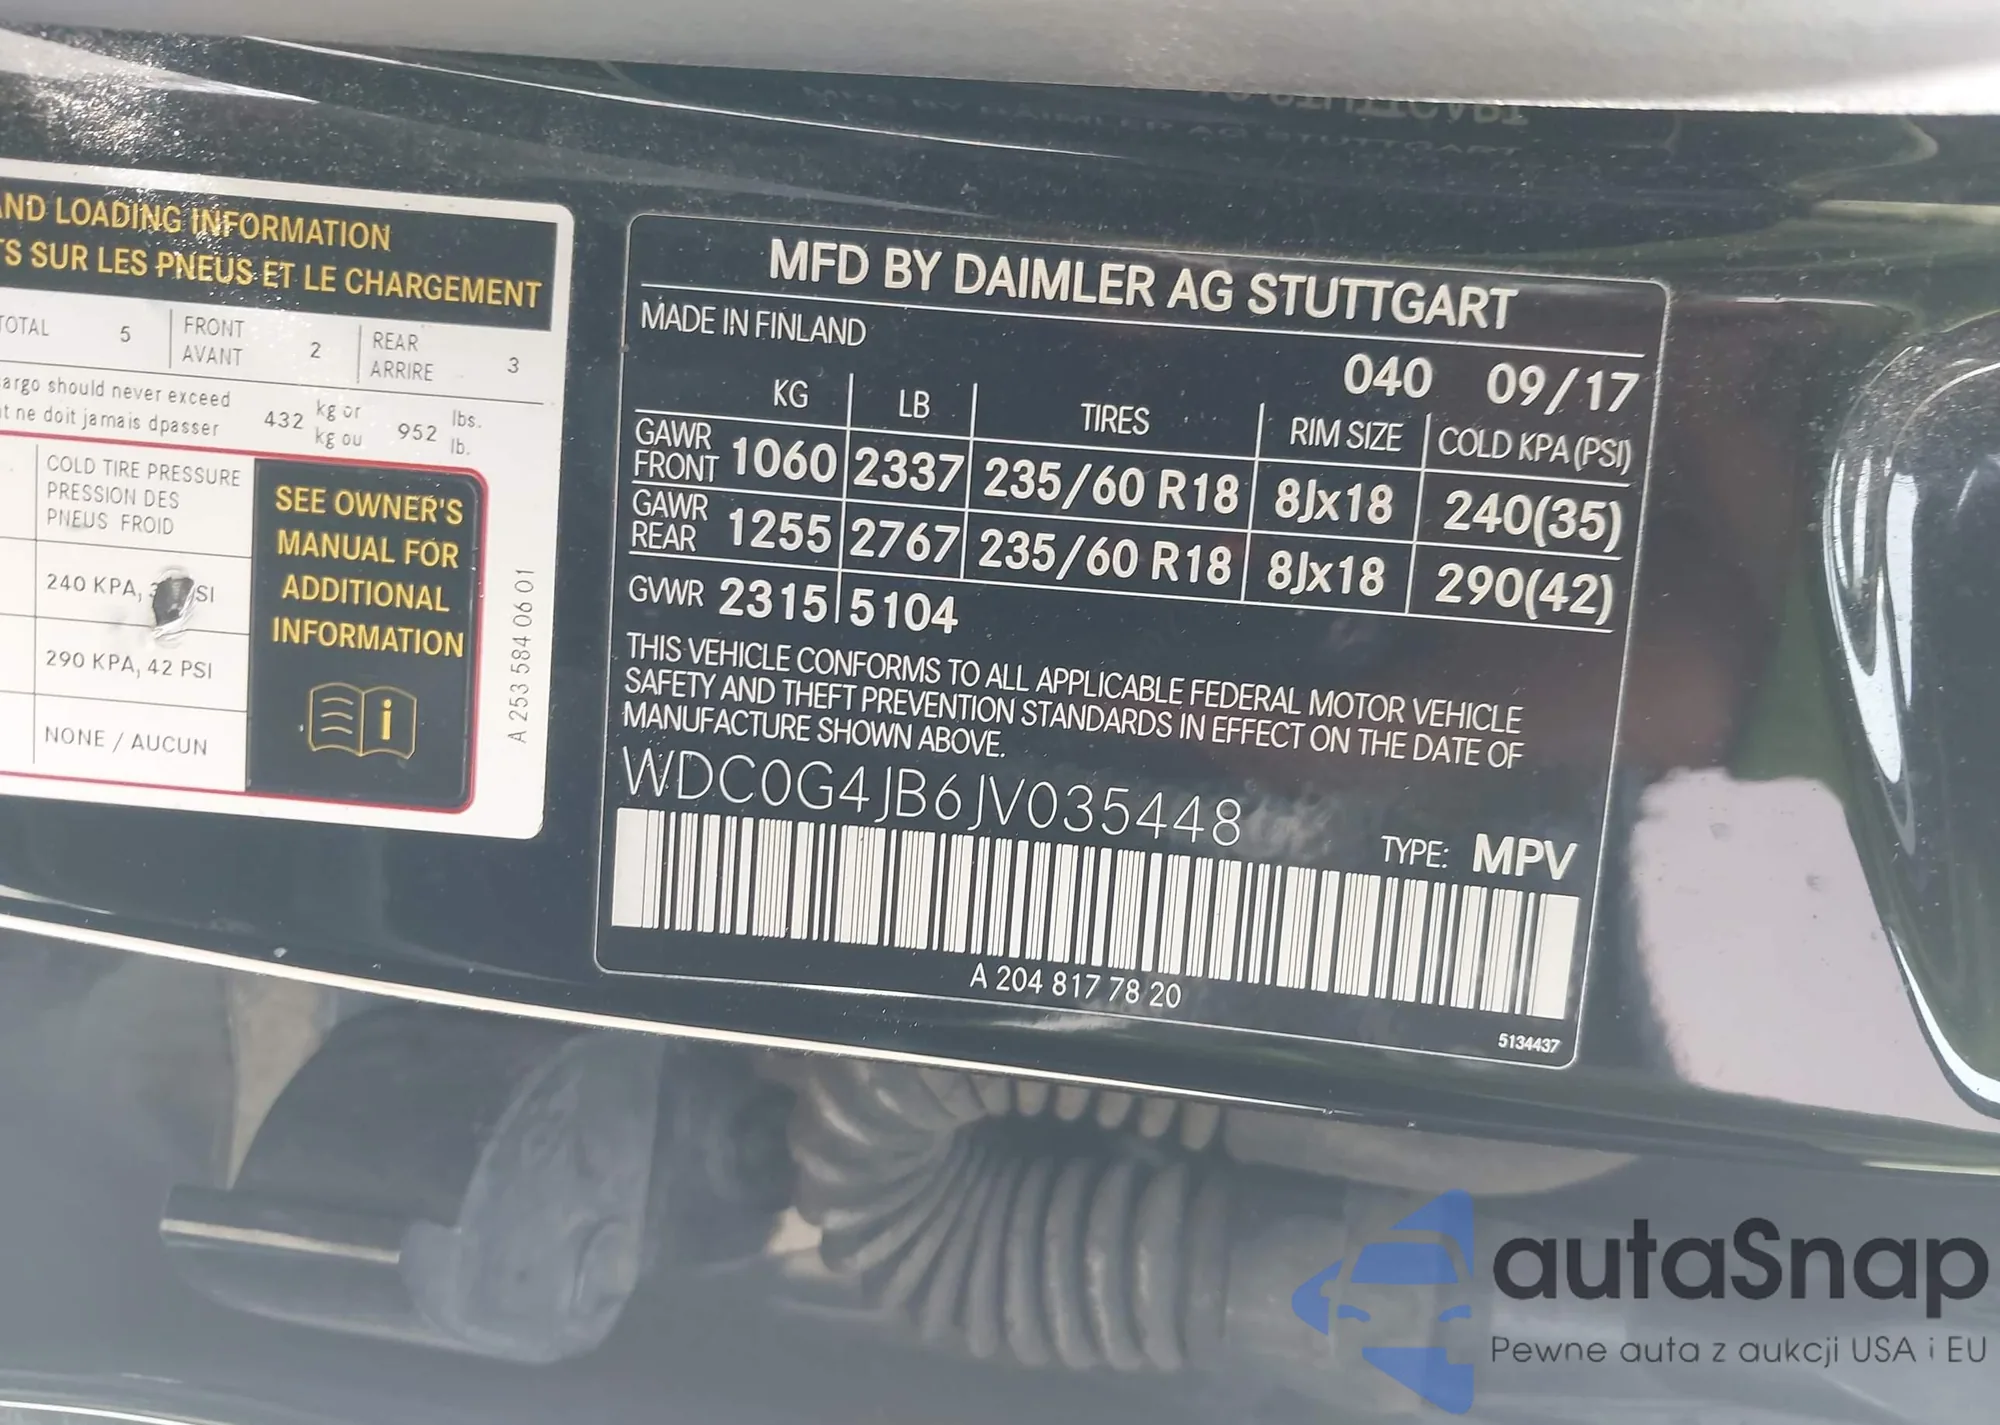 AND LOADING INFORMATION
TS SUR LES PNEUS ET LE CHARGEMENT
TOTAL 5 FRONT AVANT 2 REAR ARRIRE 3
cargo should never exceed
t ne doit jamais dpasser
432 kg or kg ou 952 lbs. lb.
COLD TIRE PRESSURE
PRESSION DES
PNEUS FROID
240 KPA, PSI
290 KPA, 42 PSI
NONE / AUCUN
SEE OWNER'S
MANUAL FOR
ADDITIONAL
INFORMATION
i
A 253 584 06 01
MFD BY DAIMLER AG STUTTGART
MADE IN FINLAND
040 09/17
KG LB TIRES RIM SIZE COLD KPA (PSI)
GAWR FRONT 1060 2337 235/60 R18 8Jx18 240(35)
GAWR REAR 1255 2767 235/60 R18 8Jx18 290(42)
GVWR 2315 5104
THIS VEHICLE CONFORMS TO ALL APPLICABLE FEDERAL MOTOR VEHICLE
SAFETY AND THEFT PREVENTION STANDARDS IN EFFECT ON THE DATE OF
MANUFACTURE SHOWN ABOVE.
WDC0G4JB6JV035448
TYPE: MPV
A 204 817 78 20
5134437
autaSnap
Pewne auta z aukcji USA i EU